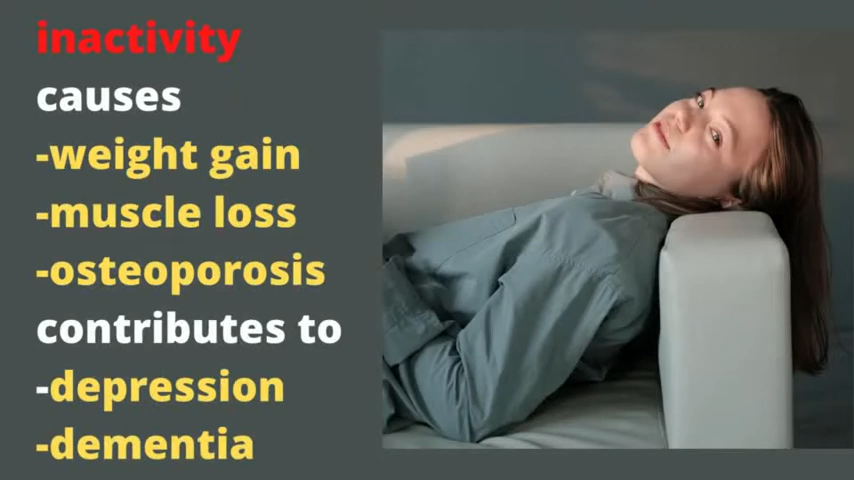 inactivity
causes
-weight gain
-muscle loss
-osteoporosis
contributes to
-depression
-dementia